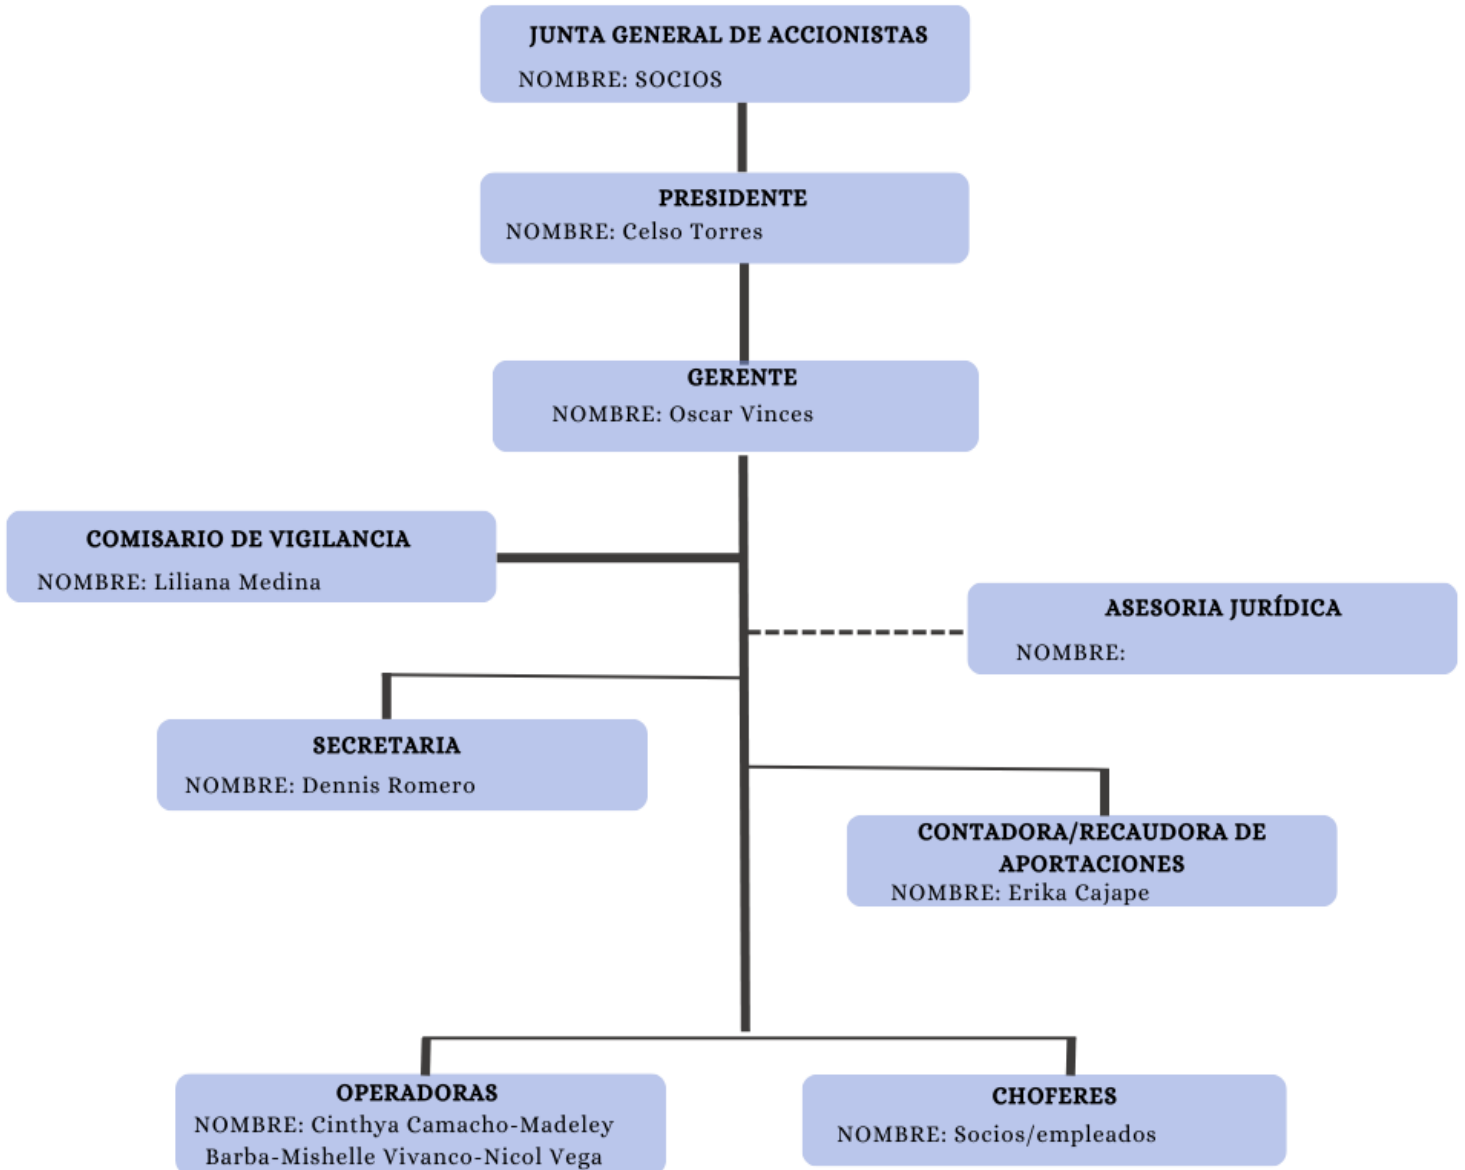 JUNTA GENERAL DE ACCIONISTAS
NOMBRE: SOCIOS
PRESIDENTE
NOMBRE: Celso Torres
GERENTE
NOMBRE: Oscar Vinces
COMISARIO DE VIGILANCIA
NOMBRE: Liliana Medina
ASESORIA JURÍDICA
NOMBRE:
SECRETARIA
NOMBRE: Dennis Romero
CONTADORA/RECAUDORA DE
APORTACIONES
NOMBRE: Erika Cajape
OPERADORAS
NOMBRE: Cinthya Camacho-Madeley
Barba-Mishelle Vivanco-Nicol Vega
CHOFERES
NOMBRE: Socios/empleados